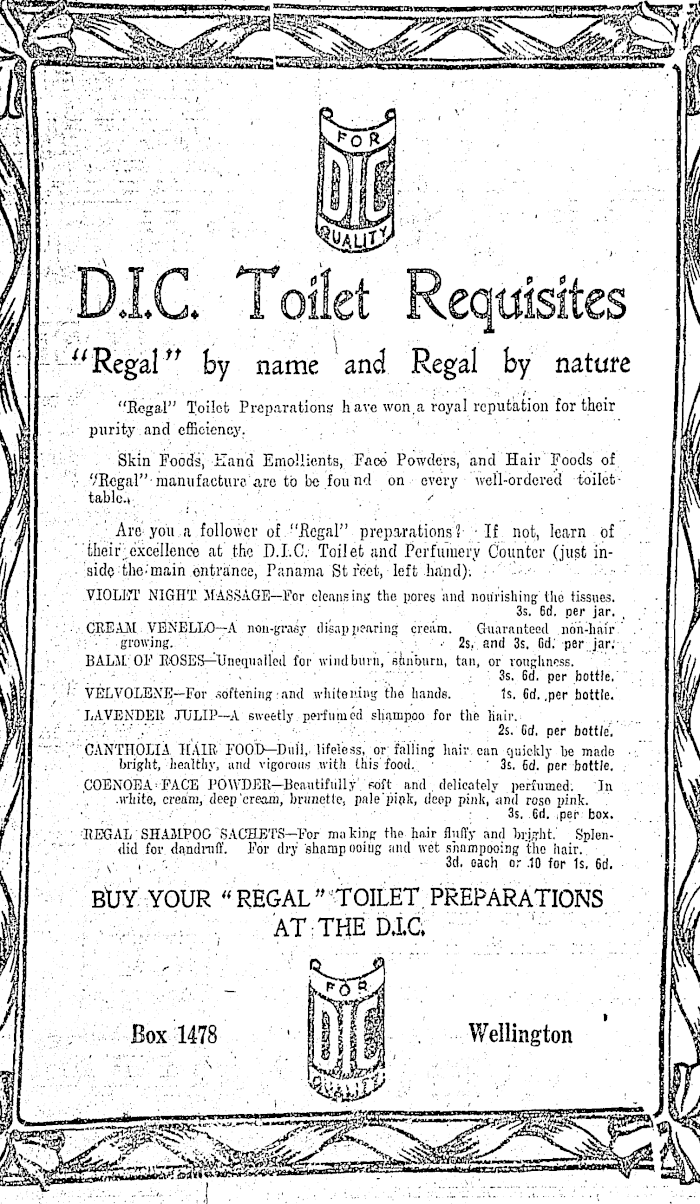 FOR
DIC
QUALITY
D.I.C. Toilet Requisites
"Regal" by name and Regal by nature
"Regal" Toilet Preparations have won a royal reputation for their
purity and efficiency.
Skin Foods, Hand Emollients, Face Powders, and Hair Foods of
"Regal" manufacture are to be found on every well-ordered toilet
table.
Are you a follower of "Regal" preparations? If not, learn of
their excellence at the D.I.C. Toilet and Perfumery Counter (just in-
side the main entrance, Panama Street, left hand).
VIOLET NIGHT MASSAGE—For cleansing the pores and nourishing the tissues.
3s. 6d. per jar.
CREAM VENELLO—A non-grasy disappearing cream. Guaranteed non-hair
growing. 2s. and 3s. 6d. per jar.
BALM OF ROSES—Unequalled for windburn, sunburn, tan, or roughness.
3s. 6d. per bottle.
VELVOLENE—For softening and whitening the hands. 1s. 6d. per bottle.
LAVENDER JULIP—A sweetly perfumed shampoo for the hair.
2s. 6d. per bottle.
CANTHOLIA HAIR FOOD—Dull, lifeless, or falling hair can quickly be made
bright, healthy, and vigorous with this food. 3s. 6d. per bottle.
COENOEA FACE POWDER—Beautifully soft and delicately perfumed. In
white, cream, deep cream, brunette, pale pink, deep pink, and rose pink.
3s. 6d. per box.
REGAL SHAMPOO SACHETS—For making the hair fluffy and bright. Splen-
did for dandruff. For dry shampooing and wet shampooing the hair.
3d. each or 10 for 1s. 6d.
BUY YOUR "REGAL" TOILET PREPARATIONS
AT THE D.I.C.
FOR
DIC
QUALITY
Box 1478 Wellington